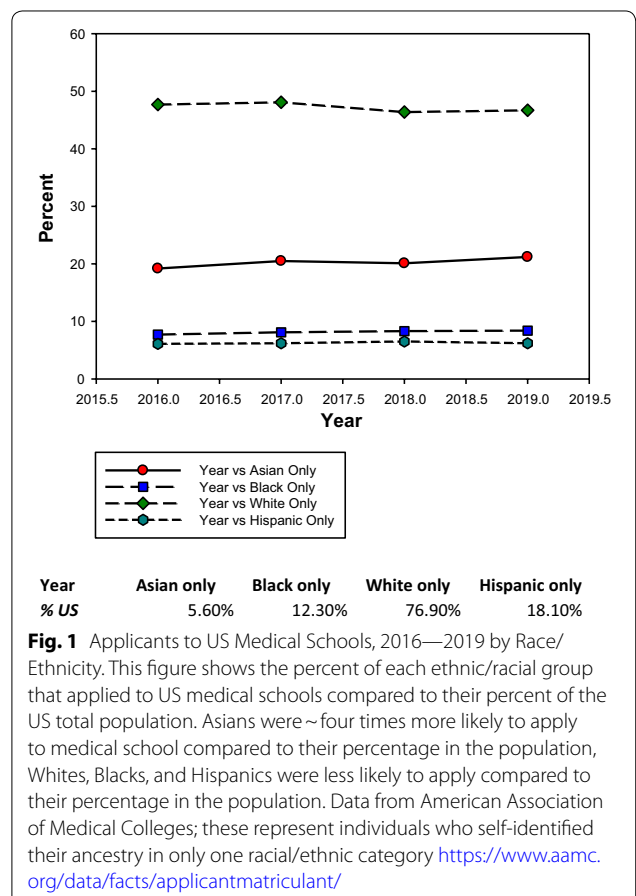 60
50
40
30
20
10
0
Percent
2015.5 2016.0 2016.5 2017.0 2017.5 2018.0 2018.5 2019.0 2019.5
Year
Year vs Asian Only
Year vs Black Only
Year vs White Only
Year vs Hispanic Only
Year Asian only Black only White only Hispanic only
% US 5.60% 12.30% 76.90% 18.10%
Fig. 1 Applicants to US Medical Schools, 2016—2019 by Race/
Ethnicity. This figure shows the percent of each ethnic/racial group
that applied to US medical schools compared to their percent of the
US total population. Asians were ~ four times more likely to apply
to medical school compared to their percentage in the population,
Whites, Blacks, and Hispanics were less likely to apply compared to
their percentage in the population. Data from American Association
of Medical Colleges; these represent individuals who self-identified
their ancestry in only one racial/ethnic category https://www.aamc.
org/data/facts/applicantmatriculant/